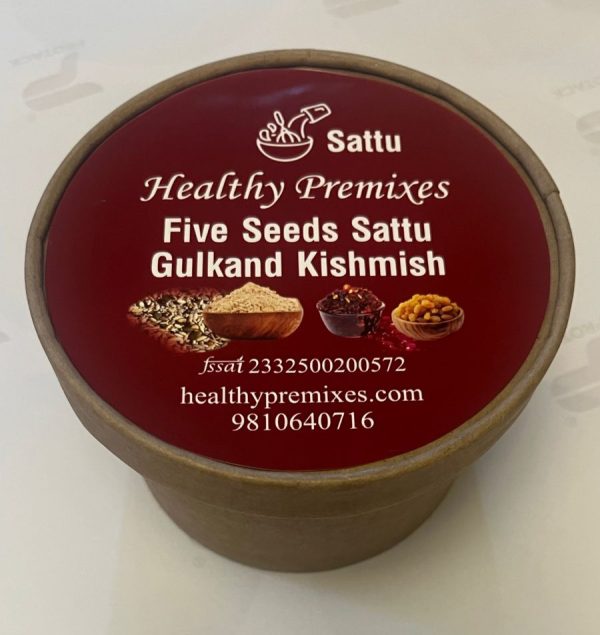 Sattu
Healthy Premixes
Five Seeds Sattu
Gulkand Kishmish
fssai 2332500200572
healthypremixes.com
9810640716